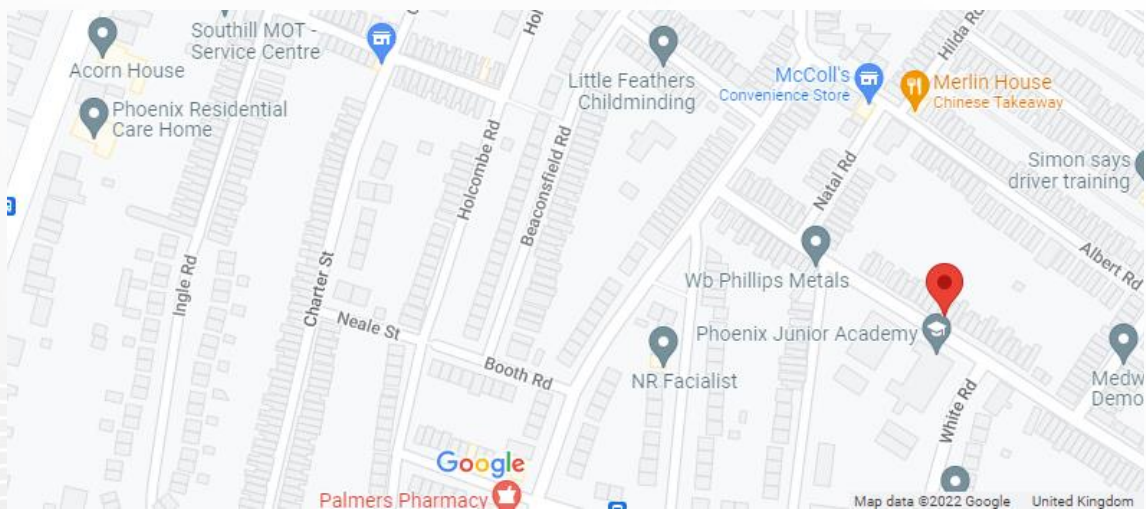 Southill MOT -
Service Centre
Acorn House
Phoenix Residential
Care Home
Little Feathers
Childminding
McColl's
Convenience Store
Hilda Rd
Merlin House
Chinese Takeaway
Simon says
driver training
Holcombe Rd
Beaconsfield Rd
Natal Rd
Albert Rd
Ingle Rd
Charter St
Neale St
Booth Rd
Wb Phillips Metals
Phoenix Junior Academy
NR Facialist
White Rd
Medw
Demo
Google
Palmers Pharmacy
Map data ©2022 Google United Kingdom